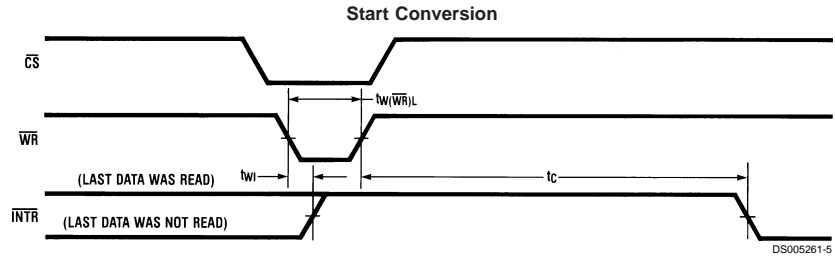 Start Conversion
CS
tW(WR)L
WR
tWI
tC
(LAST DATA WAS READ)
INTR
(LAST DATA WAS NOT READ)
DS005261-5